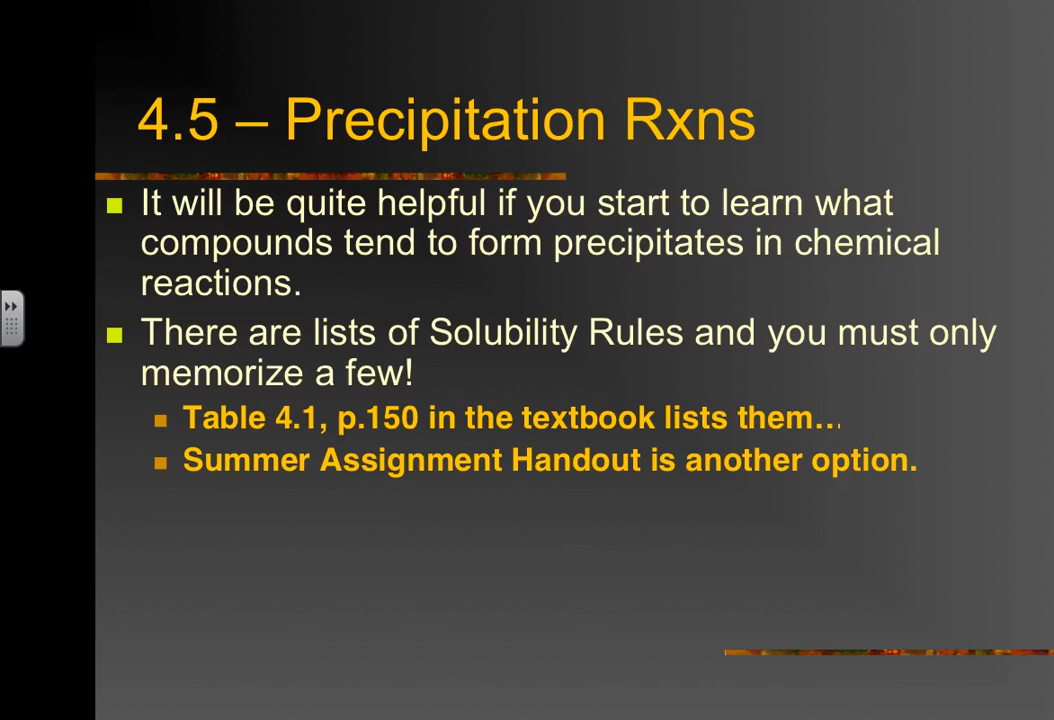 4.5 – Precipitation Rxns
It will be quite helpful if you start to learn what
compounds tend to form precipitates in chemical
reactions.
There are lists of Solubility Rules and you must only
memorize a few!
Table 4.1, p.150 in the textbook lists them…
Summer Assignment Handout is another option.